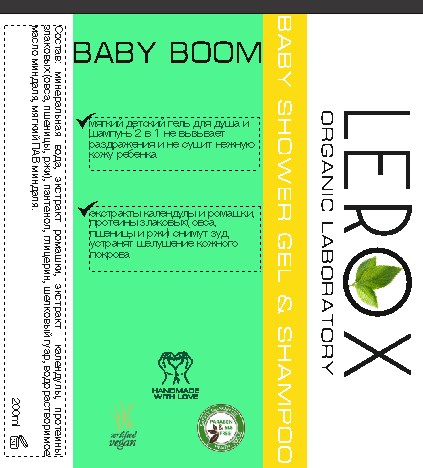 Состав: минеральная вода, экстракт ромашки, экстракт календулы, протеины
злаковых (овса, пшеницы, ржи), пантенол, глицерин, шелковый гуар, водорастворимое
масло миндаля, мягкий ПАВ миндаля.
200ml
BABY BOOM
мягкий детский гель для душа и
шампунь 2 в 1 не вызывает
раздражения и не сушит нежную
кожу ребенка
экстракты календулы и ромашки,
протеины злаковых( овса,
пшеницы и ржи) снимут зуд,
устранят шелушение кожного
покрова
HANDMADE
WITH LOVE
certified
vegan
PARABEN
FREE
BABY SHOWER GEL & SHAMPOO
LEROX
ORGANIC LABORATORY